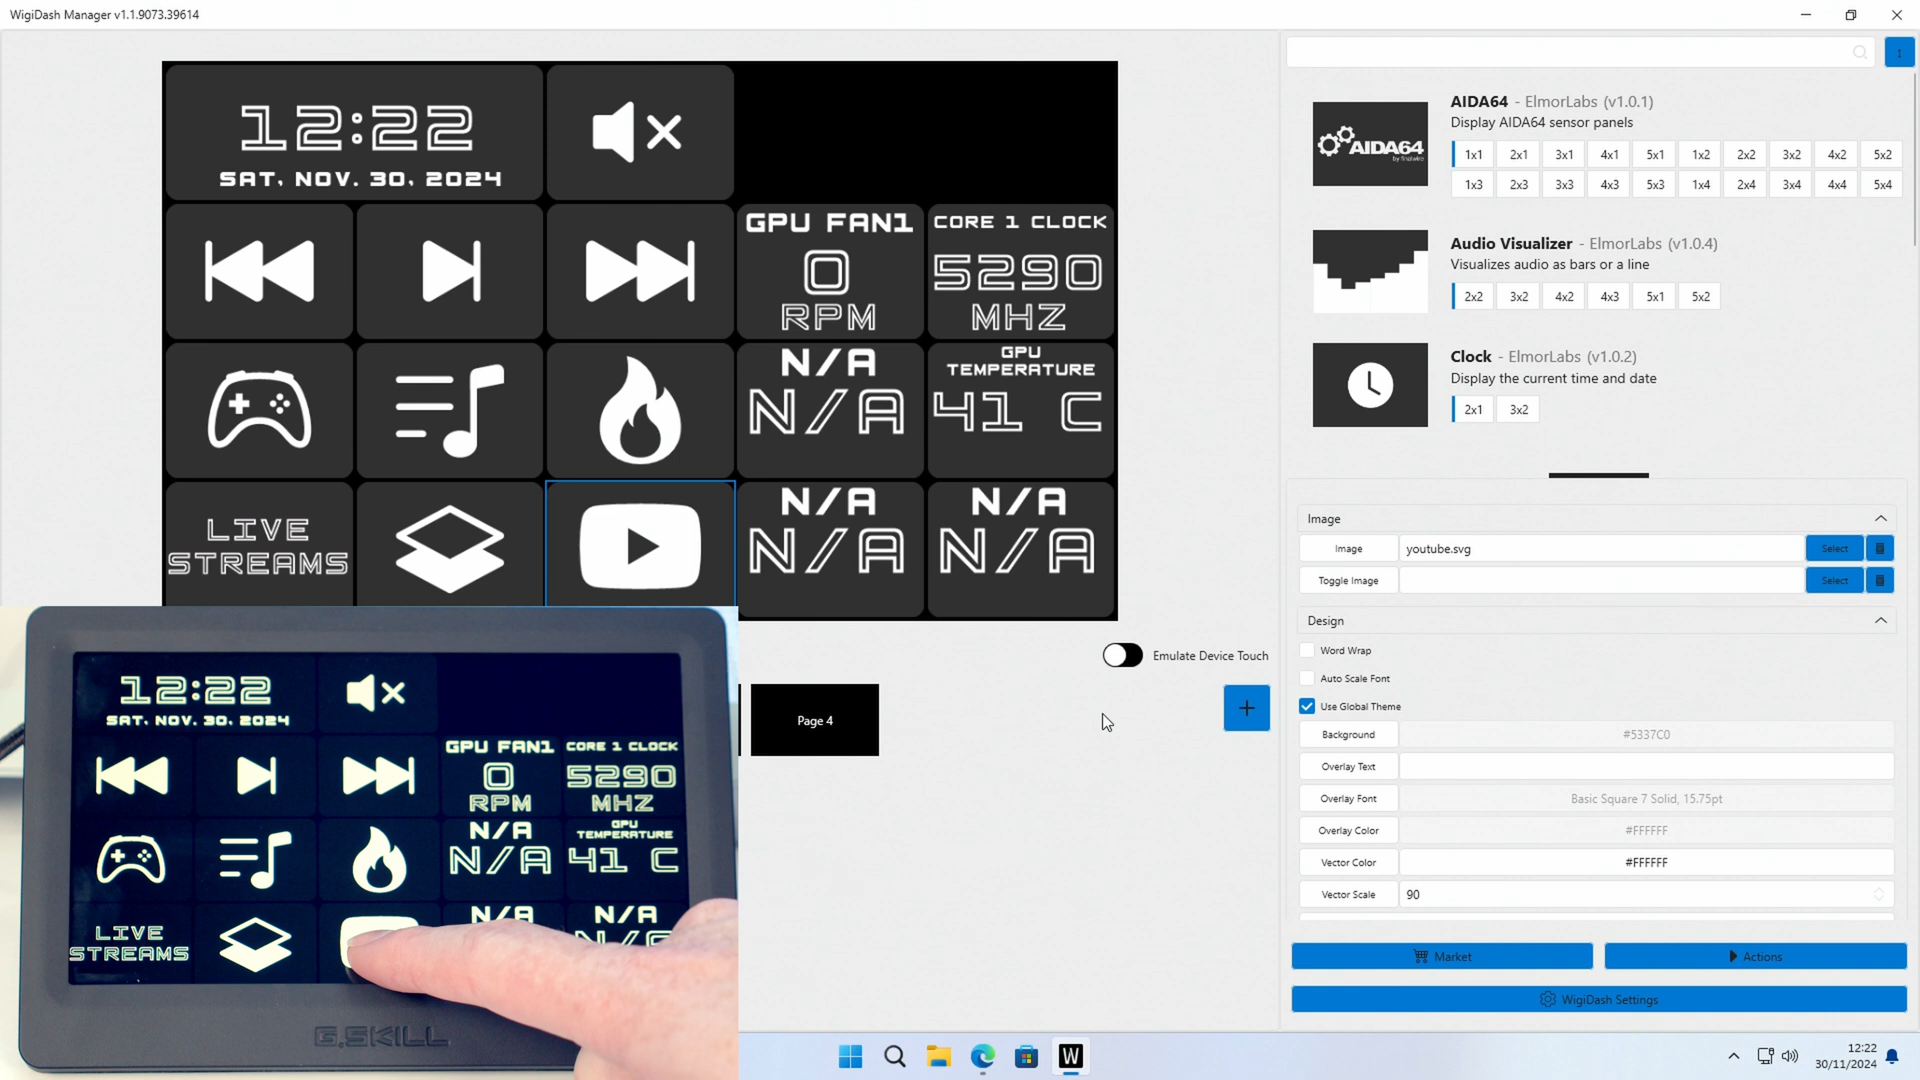 WigiDash Manager v1.1.9073.39614
12:22
SAT, NOV. 30, 2024
GPU FAN1
0
RPM
CORE 1 CLOCK
5290
MHZ
N/A
N/A
GPU
TEMPERATURE
41 C
LIVE
STREAMS
N/A
N/A
N/A
N/A
Emulate Device Touch
Page 4
+
AIDA64 - ElmorLabs (v1.0.1)
Display AIDA64 sensor panels
AIDA64
by finalwire
1x1 2x1 3x1 4x1 5x1 1x2 2x2 3x2 4x2 5x2
1x3 2x3 3x3 4x3 5x3 1x4 2x4 3x4 4x4 5x4
Audio Visualizer - ElmorLabs (v1.0.4)
Visualizes audio as bars or a line
2x2 3x2 4x2 4x3 5x1 5x2
Clock - ElmorLabs (v1.0.2)
Display the current time and date
2x1 3x2
Image
Image youtube.svg Select
Toggle Image Select
Design
Word Wrap
Auto Scale Font
Use Global Theme
Background #5337C0
Overlay Text
Overlay Font Basic Square 7 Solid, 15.75pt
Overlay Color #FFFFFF
Vector Color #FFFFFF
Vector Scale 90
Market
Actions
WigiDash Settings
12:22
SAT, NOV. 30, 2024
GPU FAN1
0
RPM
CORE 1 CLOCK
5290
MHZ
N/A
N/A
GPU
TEMPERATURE
41 C
LIVE
STREAMS
N/A
N/A
N/A
G.SKILL
W
12:22
30/11/2024